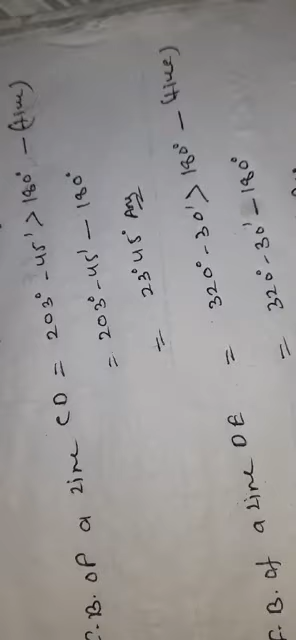 B. of a line CD = 203° - 45' > 180° - (+ive)
= 203° - 45' - 180°
= 23° 45° Ans
B. of a line DE = 320° - 30' > 180° - (+ive)
= 320° - 30' - 180°